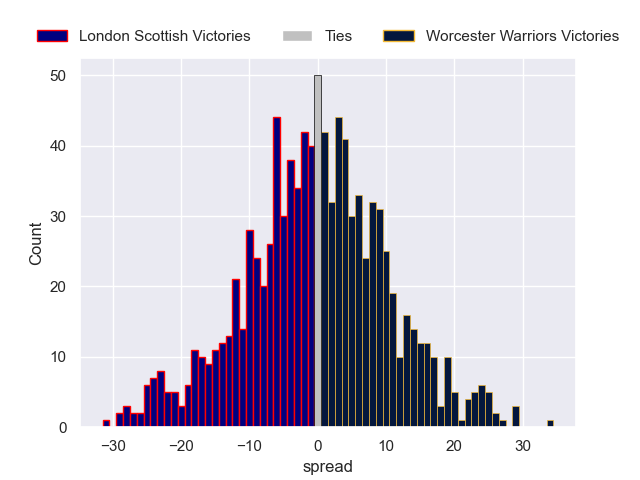 London Scottish Victories Ties Worcester Warriors Victories
50
40
30
20
10
0
Count
−30 −20 −10 0 10 20 30
spread